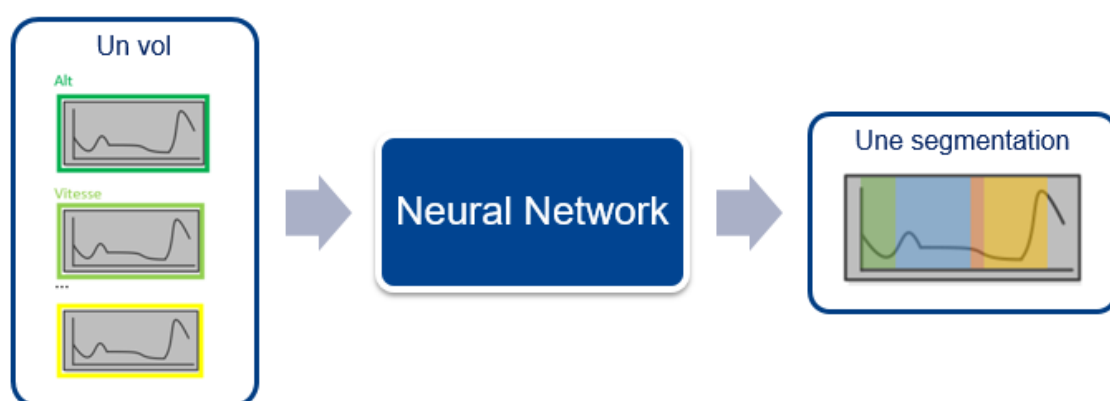 Un vol
Alt
Vitesse
...
Neural Network
Une segmentation